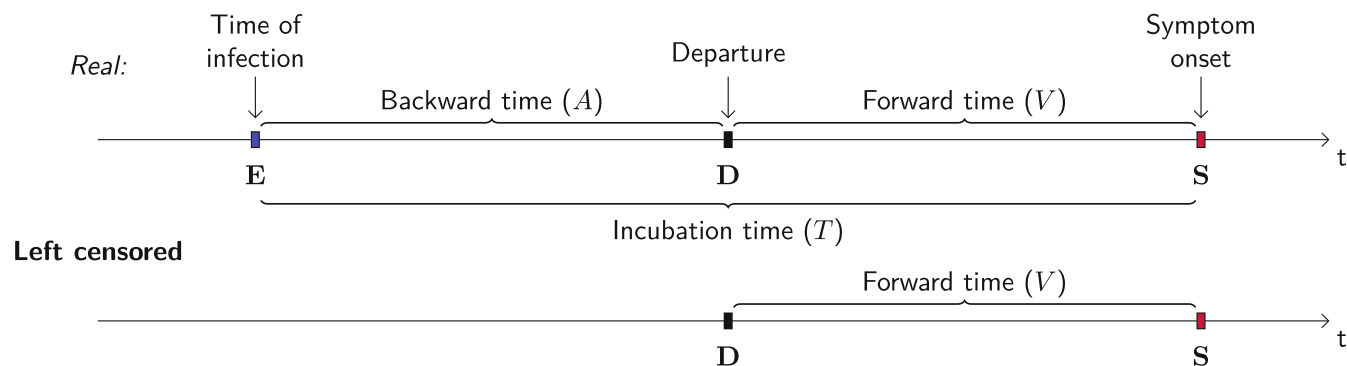 Time of
infection
Departure
Symptom
onset
Real:
Backward time (A)
Forward time (V)
t
E
D
S
Incubation time (T)
Left censored
Forward time (V)
t
D
S